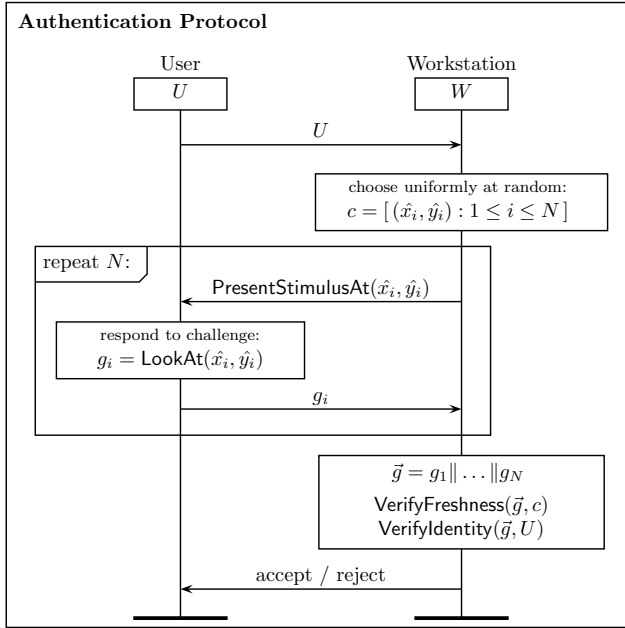 Authentication Protocol
User
Workstation
U
W
U
choose uniformly at random:
c = [ (x̂ᵢ, ŷᵢ) : 1 ≤ i ≤ N ]
repeat N:
PresentStimulusAt(x̂ᵢ, ŷᵢ)
respond to challenge:
gᵢ = LookAt(x̂ᵢ, ŷᵢ)
gᵢ
g⃗ = g₁‖ … ‖g_N
VerifyFreshness(g⃗, c)
VerifyIdentity(g⃗, U)
accept / reject